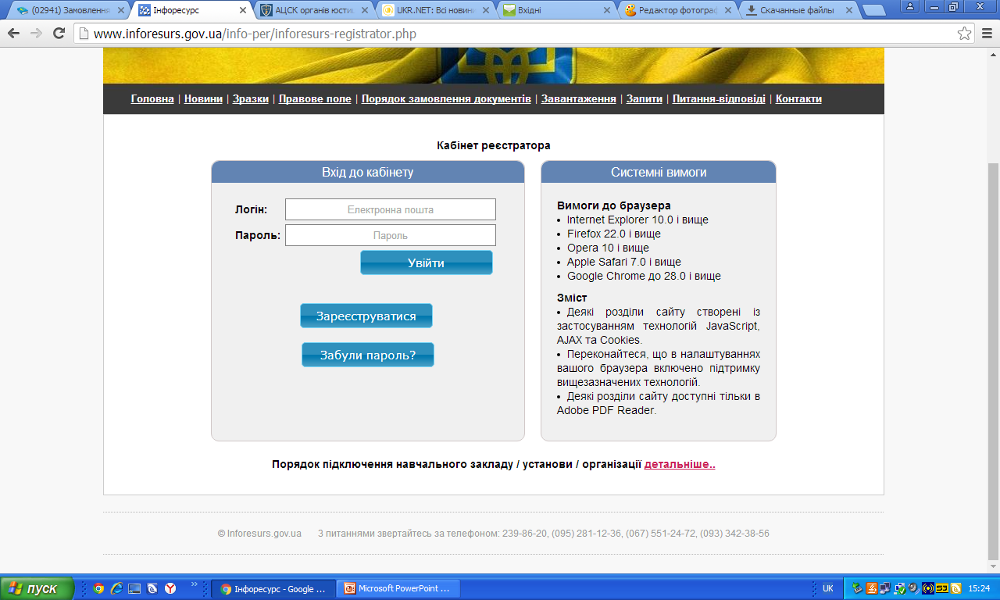 (02941) Замовлення
Інфоресурс
АЦСК органів юстиц
UKR.NET: Всі новин
Вхідні
Редактор фотограф
Скачанные файлы
www.inforesurs.gov.ua/info-per/inforesurs-registrator.php
Головна | Новини | Зразки | Правове поле | Порядок замовлення документів | Завантаження | Запити | Питання-відповіді | Контакти
Кабінет реєстратора
Вхід до кабінету
Логін: Електронна пошта
Пароль: Пароль
Увійти
Зареєструватися
Забули пароль?
Системні вимоги
Вимоги до браузера
• Internet Explorer 10.0 і вище
• Firefox 22.0 і вище
• Opera 10 і вище
• Apple Safari 7.0 і вище
• Google Chrome до 28.0 і вище
Зміст
• Деякі розділи сайту створені із
застосуванням технологій JavaScript,
AJAX та Cookies.
• Переконайтеся, що в налаштуваннях
вашого браузера включено підтримку
вищезазначених технологій.
• Деякі розділи сайту доступні тільки в
Adobe PDF Reader.
Порядок підключення навчального закладу / установи / організації детальніше..
© Inforesurs.gov.ua З питаннями звертайтесь за телефоном: 239-86-20, (095) 281-12-36, (067) 551-24-72, (093) 342-38-56
пуск
Інфоресурс - Google ...
Microsoft PowerPoint ...
UK
15:24